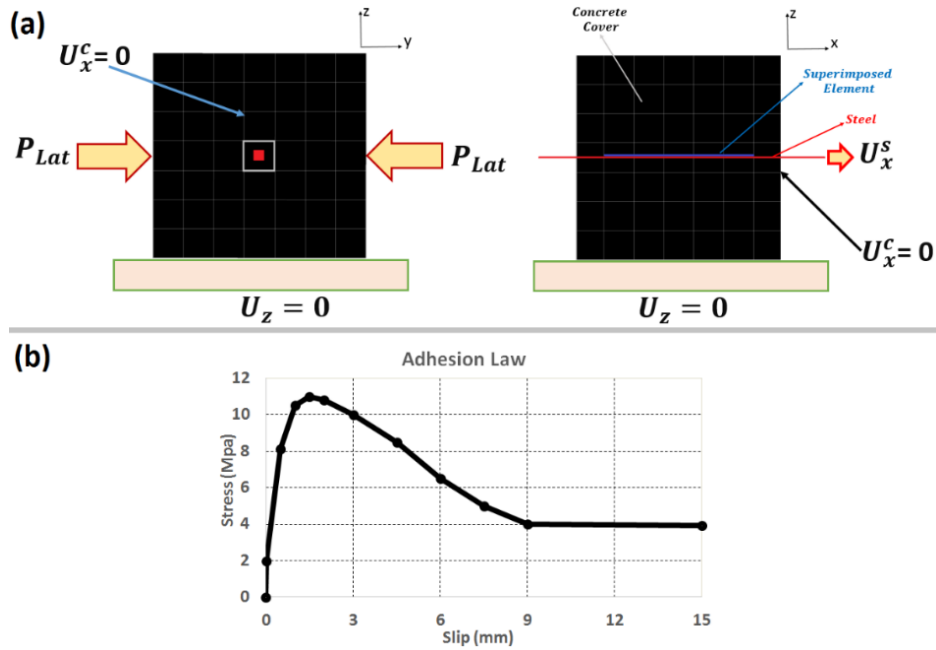 (a)
z
y
U_x^c = 0
P_Lat
P_Lat
U_z = 0
z
x
Concrete
Cover
Superimposed
Element
Steel
U_x^s
U_x^c = 0
U_z = 0
(b)
Adhesion Law
Stress (Mpa)
12
10
8
6
4
2
0
0 3 6 9 12 15
Slip (mm)